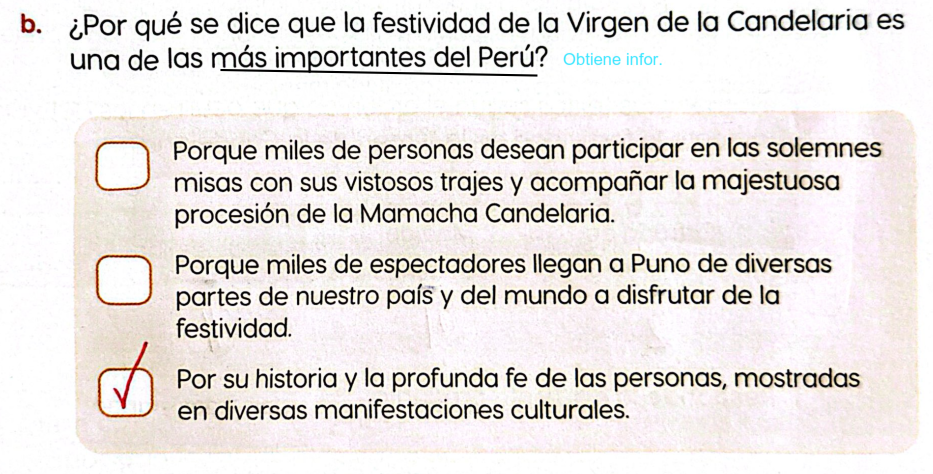 b. ¿Por qué se dice que la festividad de la Virgen de la Candelaria es
una de las más importantes del Perú? Obtiene infor.
Porque miles de personas desean participar en las solemnes
misas con sus vistosos trajes y acompañar la majestuosa
procesión de la Mamacha Candelaria.
Porque miles de espectadores llegan a Puno de diversas
partes de nuestro país y del mundo a disfrutar de la
festividad.
Por su historia y la profunda fe de las personas, mostradas
en diversas manifestaciones culturales.